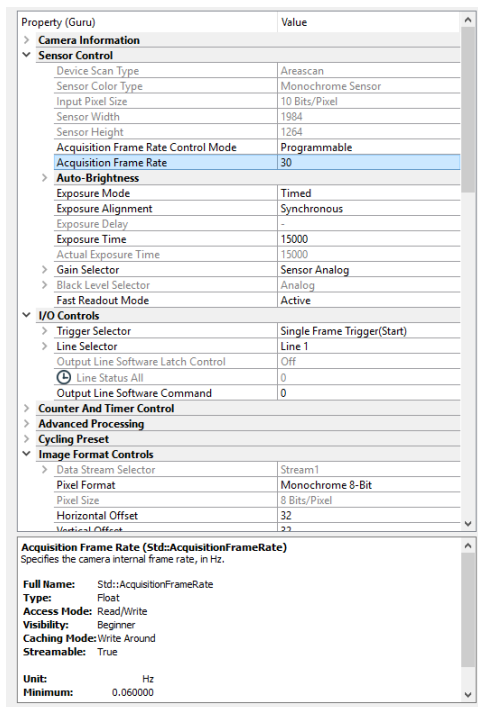 Property (Guru) Value
Camera Information
Sensor Control
Device Scan Type Areascan
Sensor Color Type Monochrome Sensor
Input Pixel Size 10 Bits/Pixel
Sensor Width 1984
Sensor Height 1264
Acquisition Frame Rate Control Mode Programmable
Acquisition Frame Rate 30
Auto-Brightness
Exposure Mode Timed
Exposure Alignment Synchronous
Exposure Delay -
Exposure Time 15000
Actual Exposure Time 15000
Gain Selector Sensor Analog
Black Level Selector Analog
Fast Readout Mode Active
I/O Controls
Trigger Selector Single Frame Trigger(Start)
Line Selector Line 1
Output Line Software Latch Control Off
Line Status All 0
Output Line Software Command 0
Counter And Timer Control
Advanced Processing
Cycling Preset
Image Format Controls
Data Stream Selector Stream1
Pixel Format Monochrome 8-Bit
Pixel Size 8 Bits/Pixel
Horizontal Offset 32
Vertical Offset 32
Acquisition Frame Rate (Std::AcquisitionFrameRate)
Specifies the camera internal frame rate, in Hz.
Full Name: Std::AcquisitionFrameRate
Type: Float
Access Mode: Read/Write
Visibility: Beginner
Caching Mode: Write Around
Streamable: True
Unit: Hz
Minimum: 0.060000